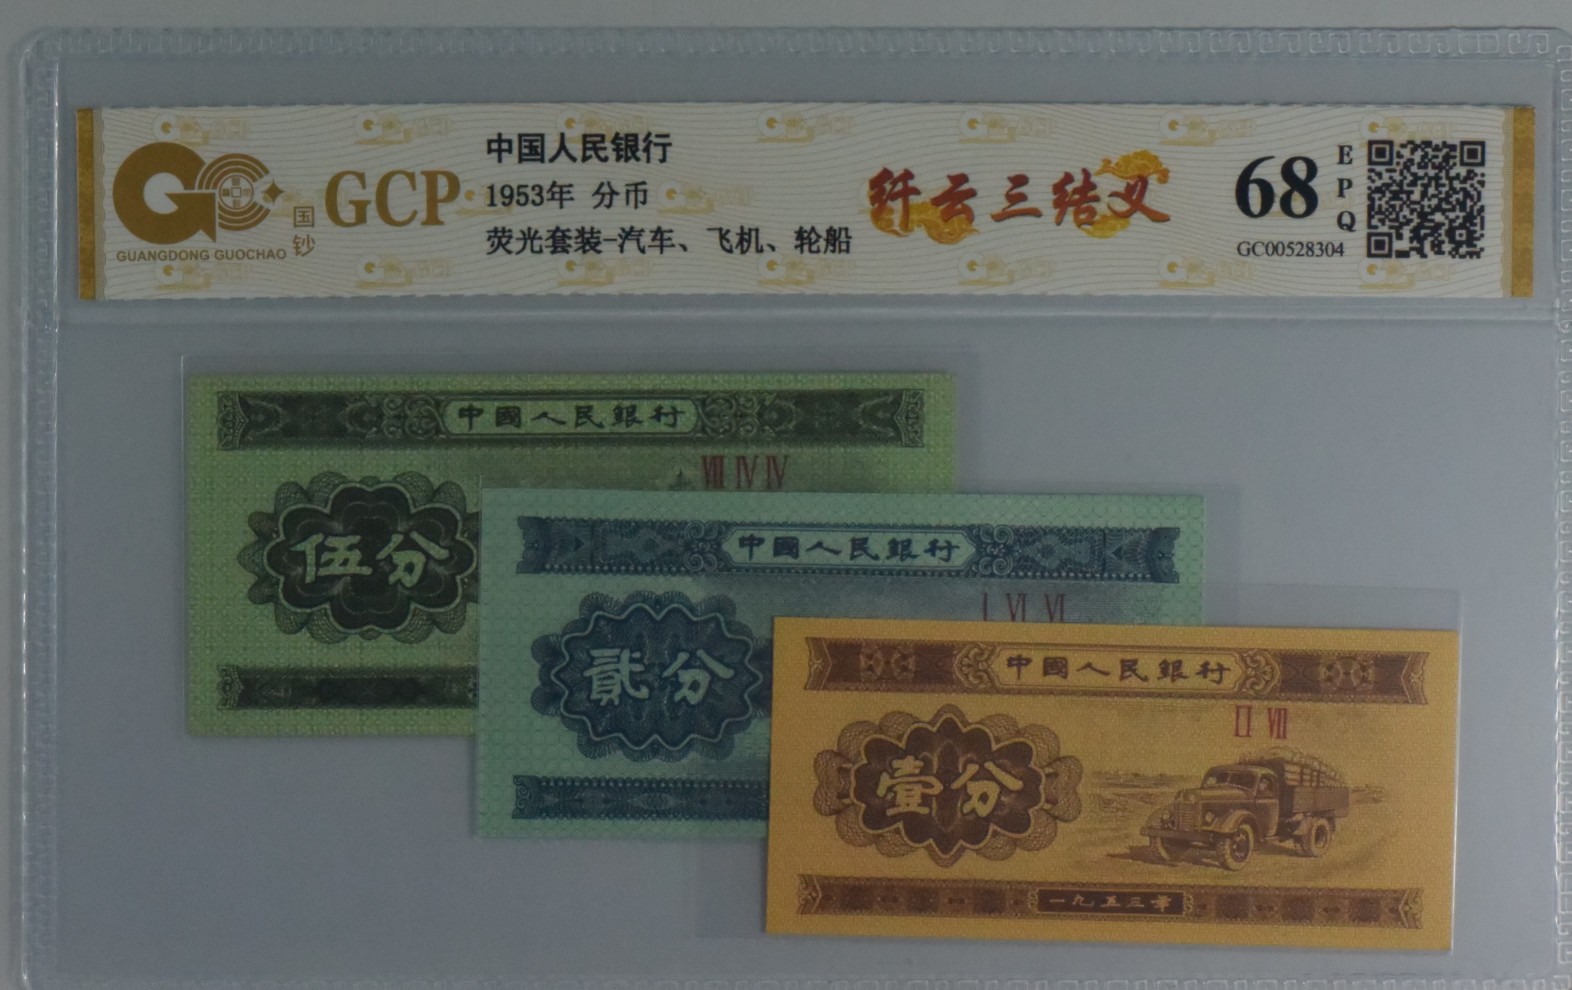 GUANGDONG GUOCHAO
国钞
GCP
中国人民银行
1953年 分币
荧光套装-汽车、飞机、轮船
纤云三结义
68
EPQ
GC00528304
中國人民銀行
VIII IV IV
伍分
中國人民銀行
I VI VI
貳分
中國人民銀行
VII
壹分
一九五三年